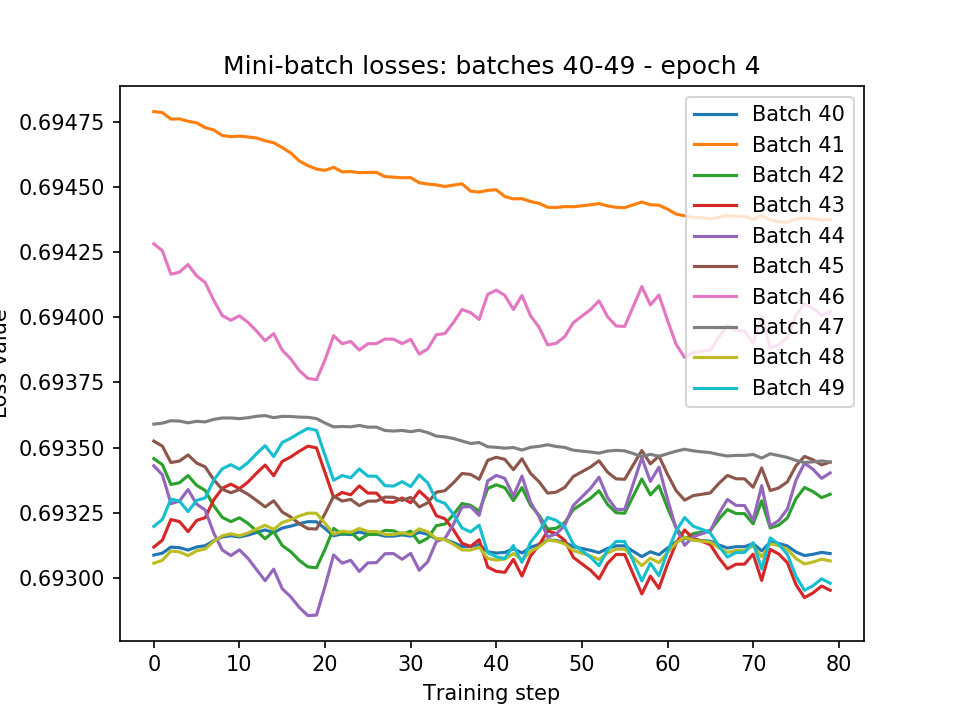 Mini-batch losses: batches 40-49 - epoch 4
0.69475
0.69450
0.69425
0.69400
0.69375
0.69350
0.69325
0.69300
Loss value
Batch 40
Batch 41
Batch 42
Batch 43
Batch 44
Batch 45
Batch 46
Batch 47
Batch 48
Batch 49
0 10 20 30 40 50 60 70 80
Training step